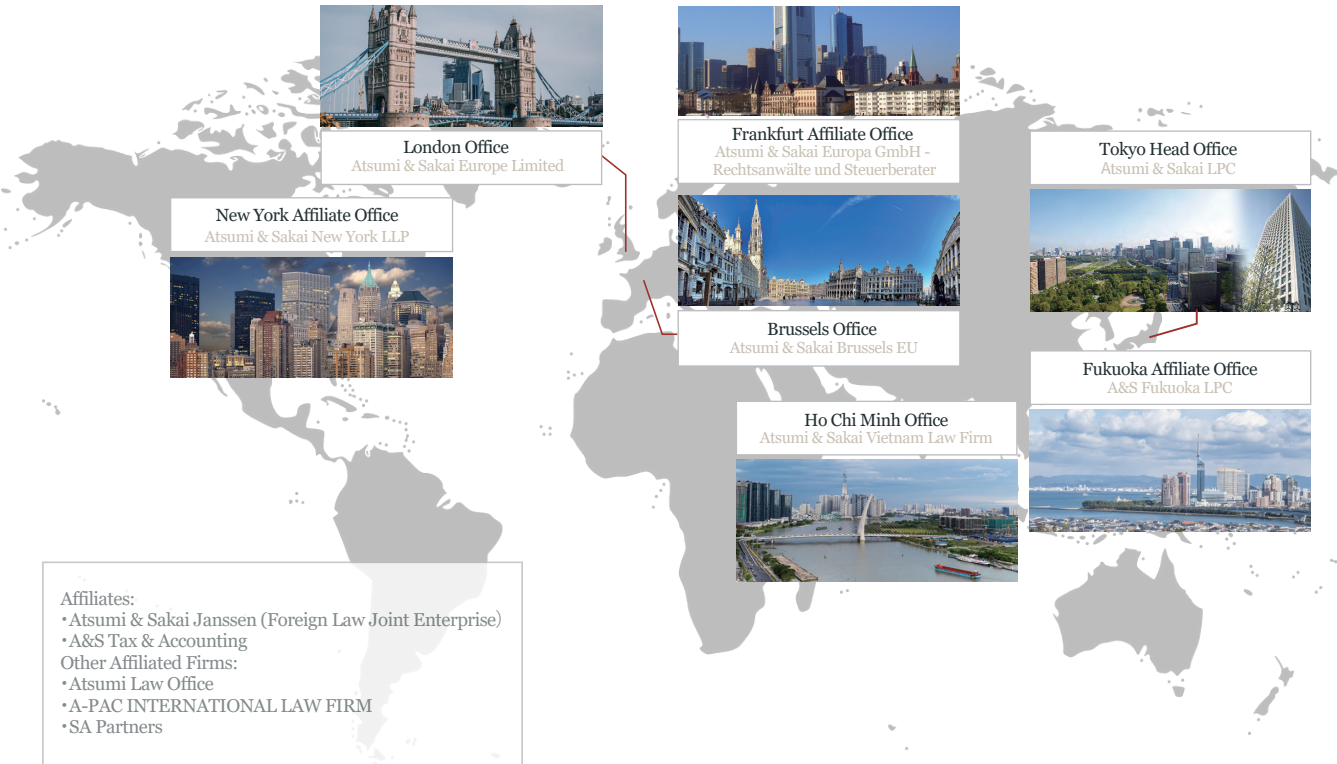 London Office
Atsumi & Sakai Europe Limited
Frankfurt Affiliate Office
Atsumi & Sakai Europa GmbH -
Rechtsanwälte und Steuerberater
Tokyo Head Office
Atsumi & Sakai LPC
New York Affiliate Office
Atsumi & Sakai New York LLP
Brussels Office
Atsumi & Sakai Brussels EU
Fukuoka Affiliate Office
A&S Fukuoka LPC
Ho Chi Minh Office
Atsumi & Sakai Vietnam Law Firm
Affiliates:
・Atsumi & Sakai Janssen (Foreign Law Joint Enterprise)
・A&S Tax & Accounting
Other Affiliated Firms:
・Atsumi Law Office
・A-PAC INTERNATIONAL LAW FIRM
・SA Partners